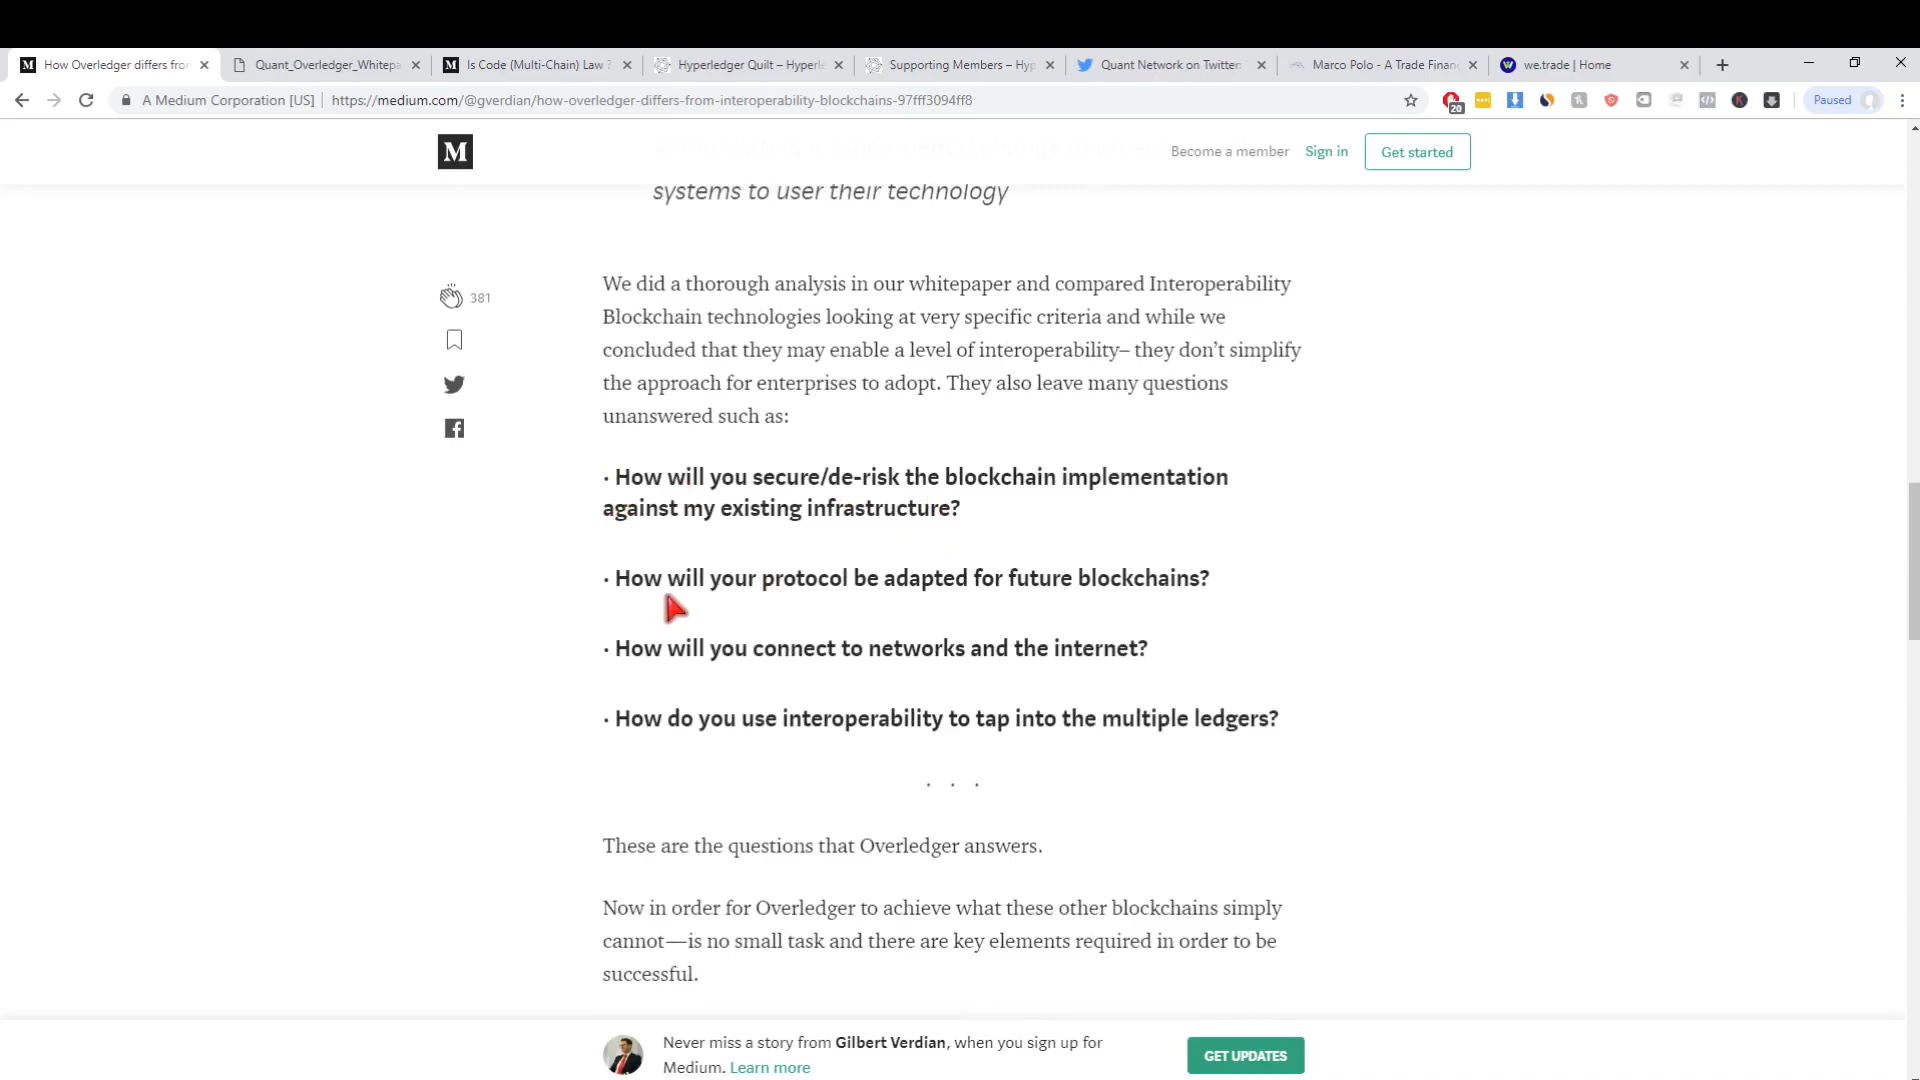 M How Overledger differs fro
Quant_Overledger_Whitepa
M Is Code (Multi-Chain) Law ?
Hyperledger Quilt – Hyperle
Supporting Members – Hyp
Quant Network on Twitter:
Marco Polo - A Trade Financ
W we.trade | Home
A Medium Corporation [US] | https://medium.com/@gverdian/how-overledger-differs-from-interoperability-blockchains-97fff3094ff8
20
Paused
M
Become a member
Sign in
Get started
systems to user their technology
381
We did a thorough analysis in our whitepaper and compared Interoperability
Blockchain technologies looking at very specific criteria and while we
concluded that they may enable a level of interoperability– they don’t simplify
the approach for enterprises to adopt. They also leave many questions
unanswered such as:
· How will you secure/de-risk the blockchain implementation
against my existing infrastructure?
· How will your protocol be adapted for future blockchains?
· How will you connect to networks and the internet?
· How do you use interoperability to tap into the multiple ledgers?
. . .
These are the questions that Overledger answers.
Now in order for Overledger to achieve what these other blockchains simply
cannot—is no small task and there are key elements required in order to be
successful.
Never miss a story from Gilbert Verdian, when you sign up for
Medium. Learn more
GET UPDATES